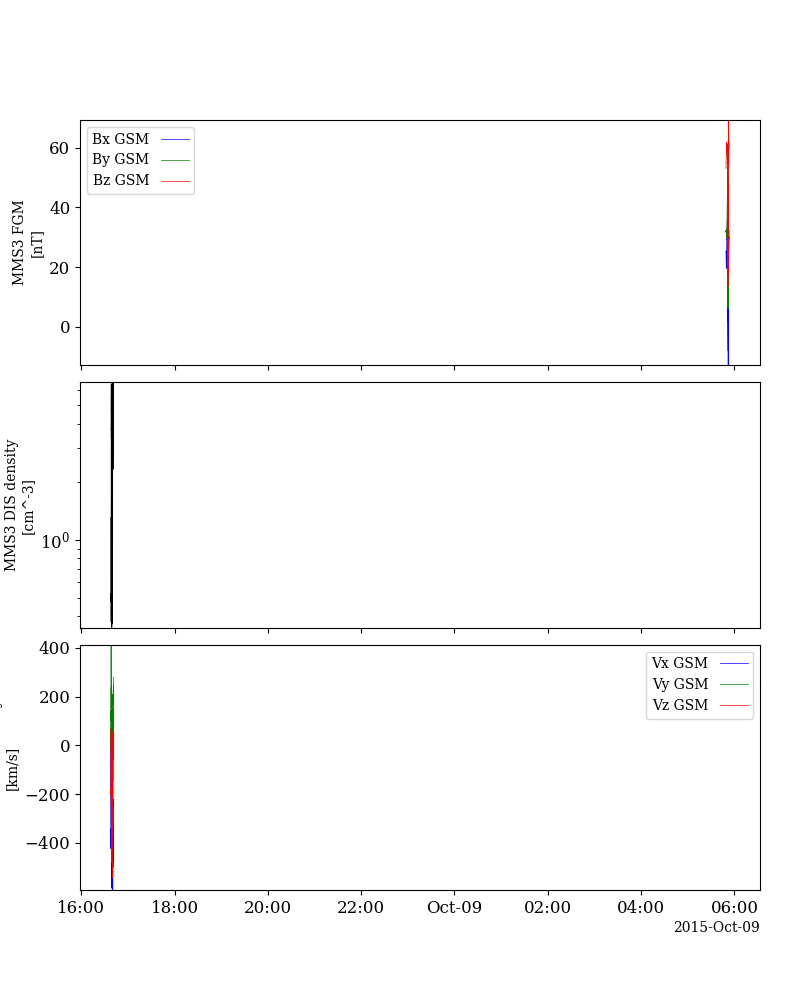 Bx GSM
By GSM
Bz GSM
60
40
20
0
MMS3 FGM
[nT]
10^0
MMS3 DIS density
[cm^-3]
Vx GSM
Vy GSM
Vz GSM
400
200
0
−200
−400
[km/s]
16:00 18:00 20:00 22:00 Oct-09 02:00 04:00 06:00
2015-Oct-09